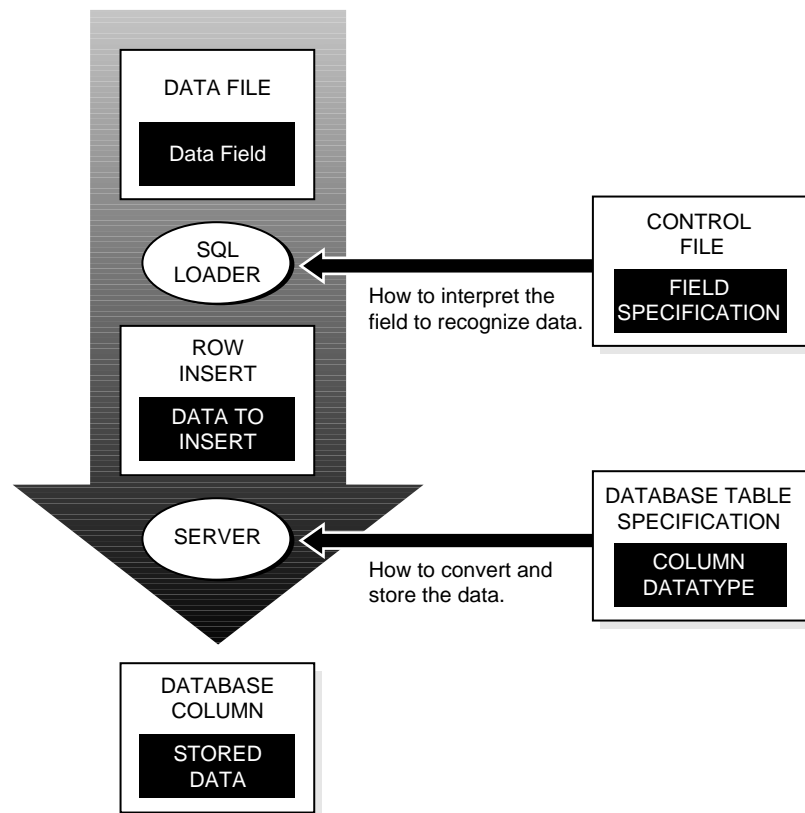 DATA FILE
Data Field
SQL
LOADER
CONTROL
FILE
FIELD
SPECIFICATION
How to interpret the
field to recognize data.
ROW
INSERT
DATA TO
INSERT
SERVER
DATABASE TABLE
SPECIFICATION
COLUMN
DATATYPE
How to convert and
store the data.
DATABASE
COLUMN
STORED
DATA